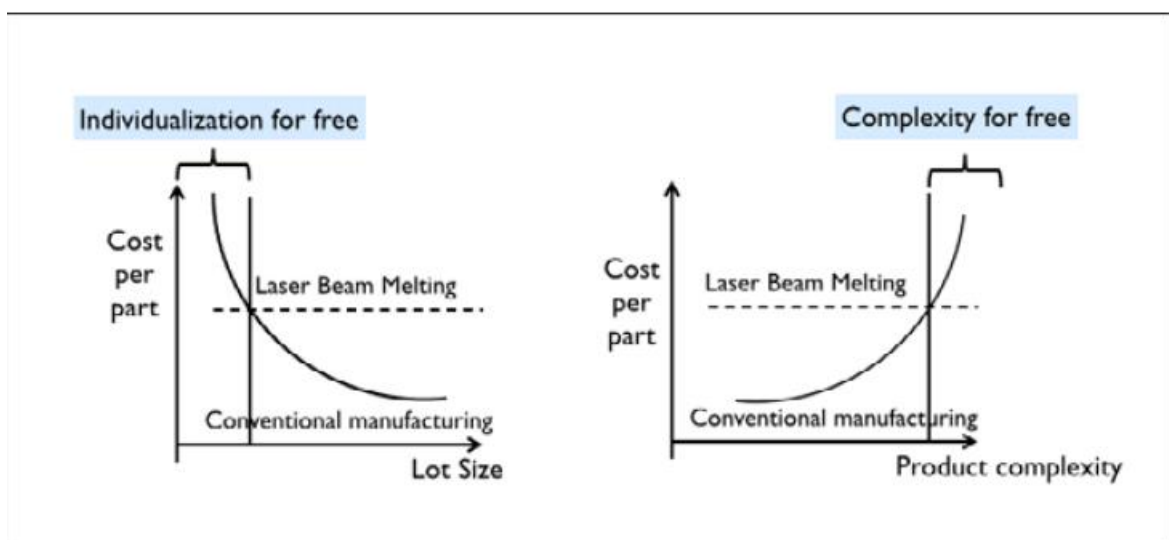 Individualization for free
Cost
per
part
Laser Beam Melting
Conventional manufacturing
Lot Size
Complexity for free
Cost
per
part
Laser Beam Melting
Conventional manufacturing
Product complexity